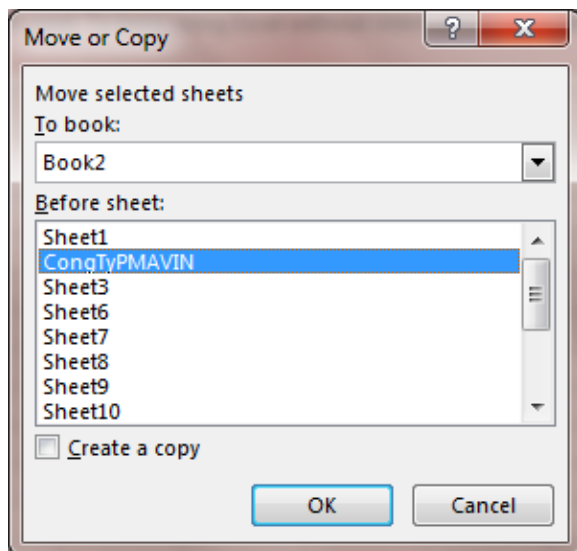 Move or Copy
Move selected sheets
To book:
Book2
Before sheet:
Sheet1
CongTyPMAVIN
Sheet3
Sheet6
Sheet7
Sheet8
Sheet9
Sheet10
Create a copy
OK Cancel